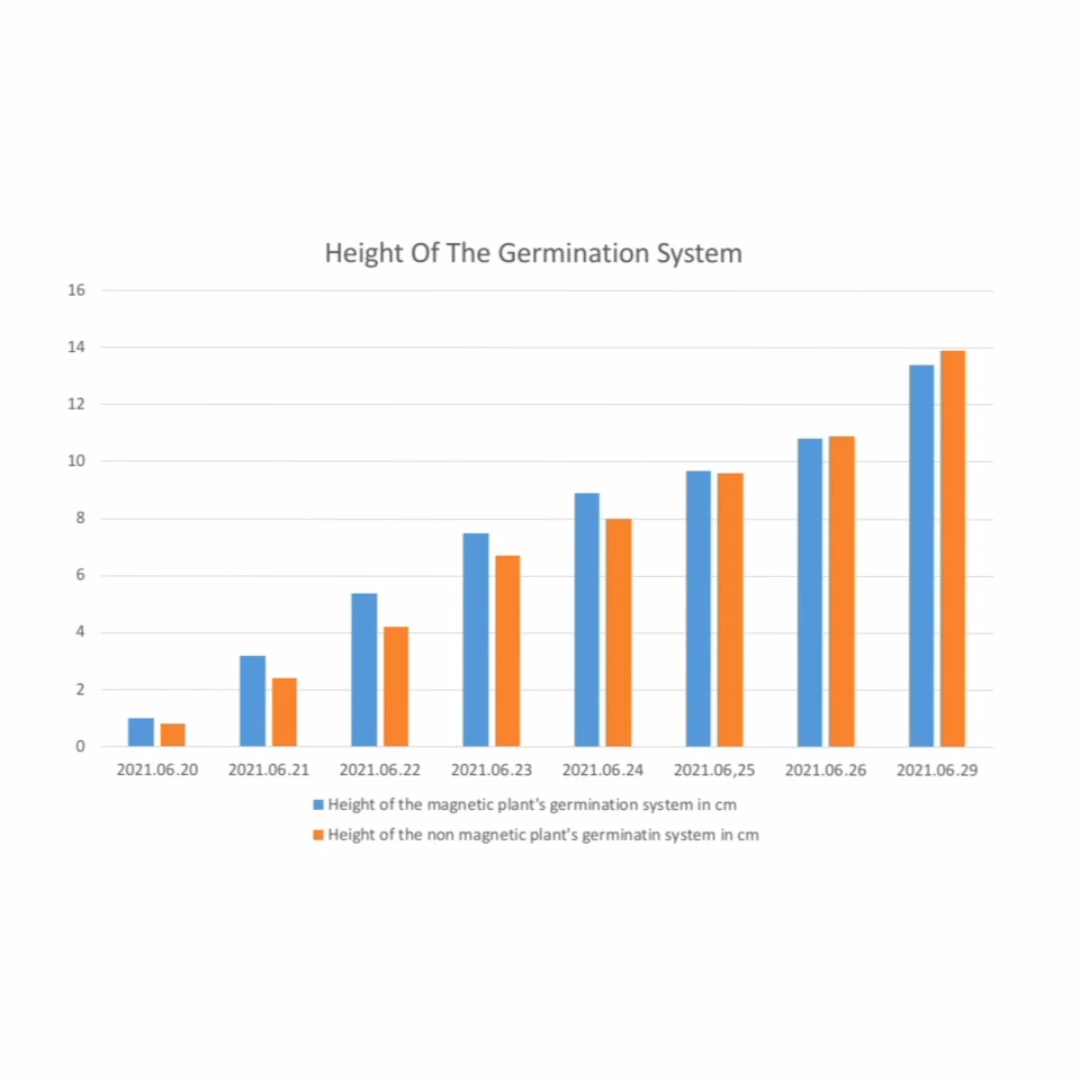 Height Of The Germination System
16
14
12
10
8
6
4
2
0
2021.06.20 2021.06.21 2021.06.22 2021.06.23 2021.06.24 2021.06,25 2021.06.26 2021.06.29
Height of the magnetic plant's germination system in cm
Height of the non magnetic plant's germinatin system in cm